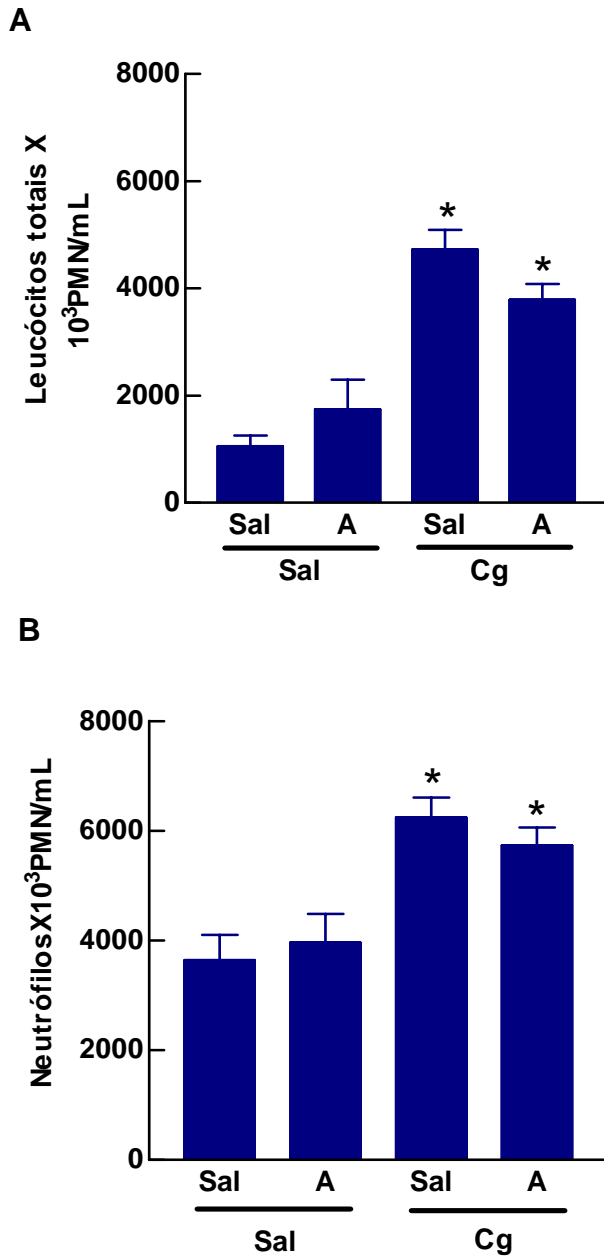 A
Leucócitos totais X
10³PMN/mL
8000
6000
4000
2000
0
*
*
Sal A Sal A
Sal Cg
B
NeutrófilosX10³PMN/mL
8000
6000
4000
2000
0
*
*
Sal A Sal A
Sal Cg